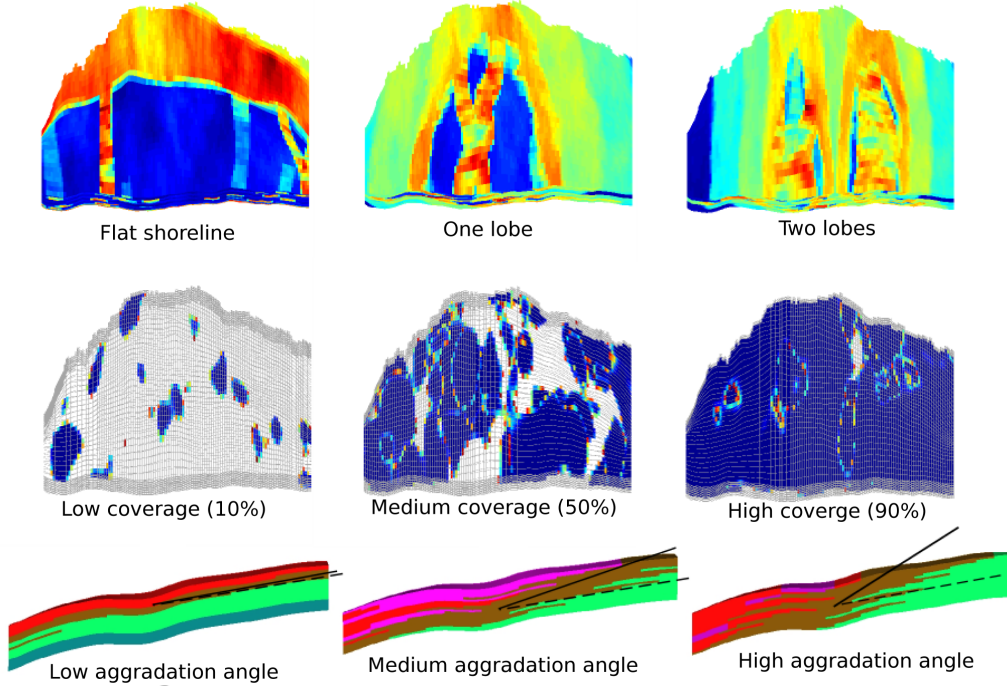 Flat shoreline
One lobe
Two lobes
Low coverage (10%)
Medium coverage (50%)
High coverge (90%)
Low aggradation angle
Medium aggradation angle
High aggradation angle